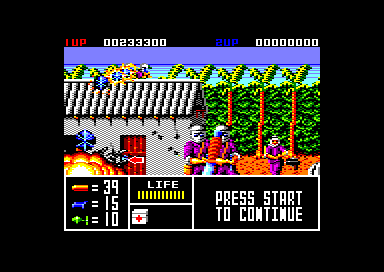 1UP 00233300 2UP 00000000
= 39
= 15
= 10
LIFE
PRESS START
TO CONTINUE